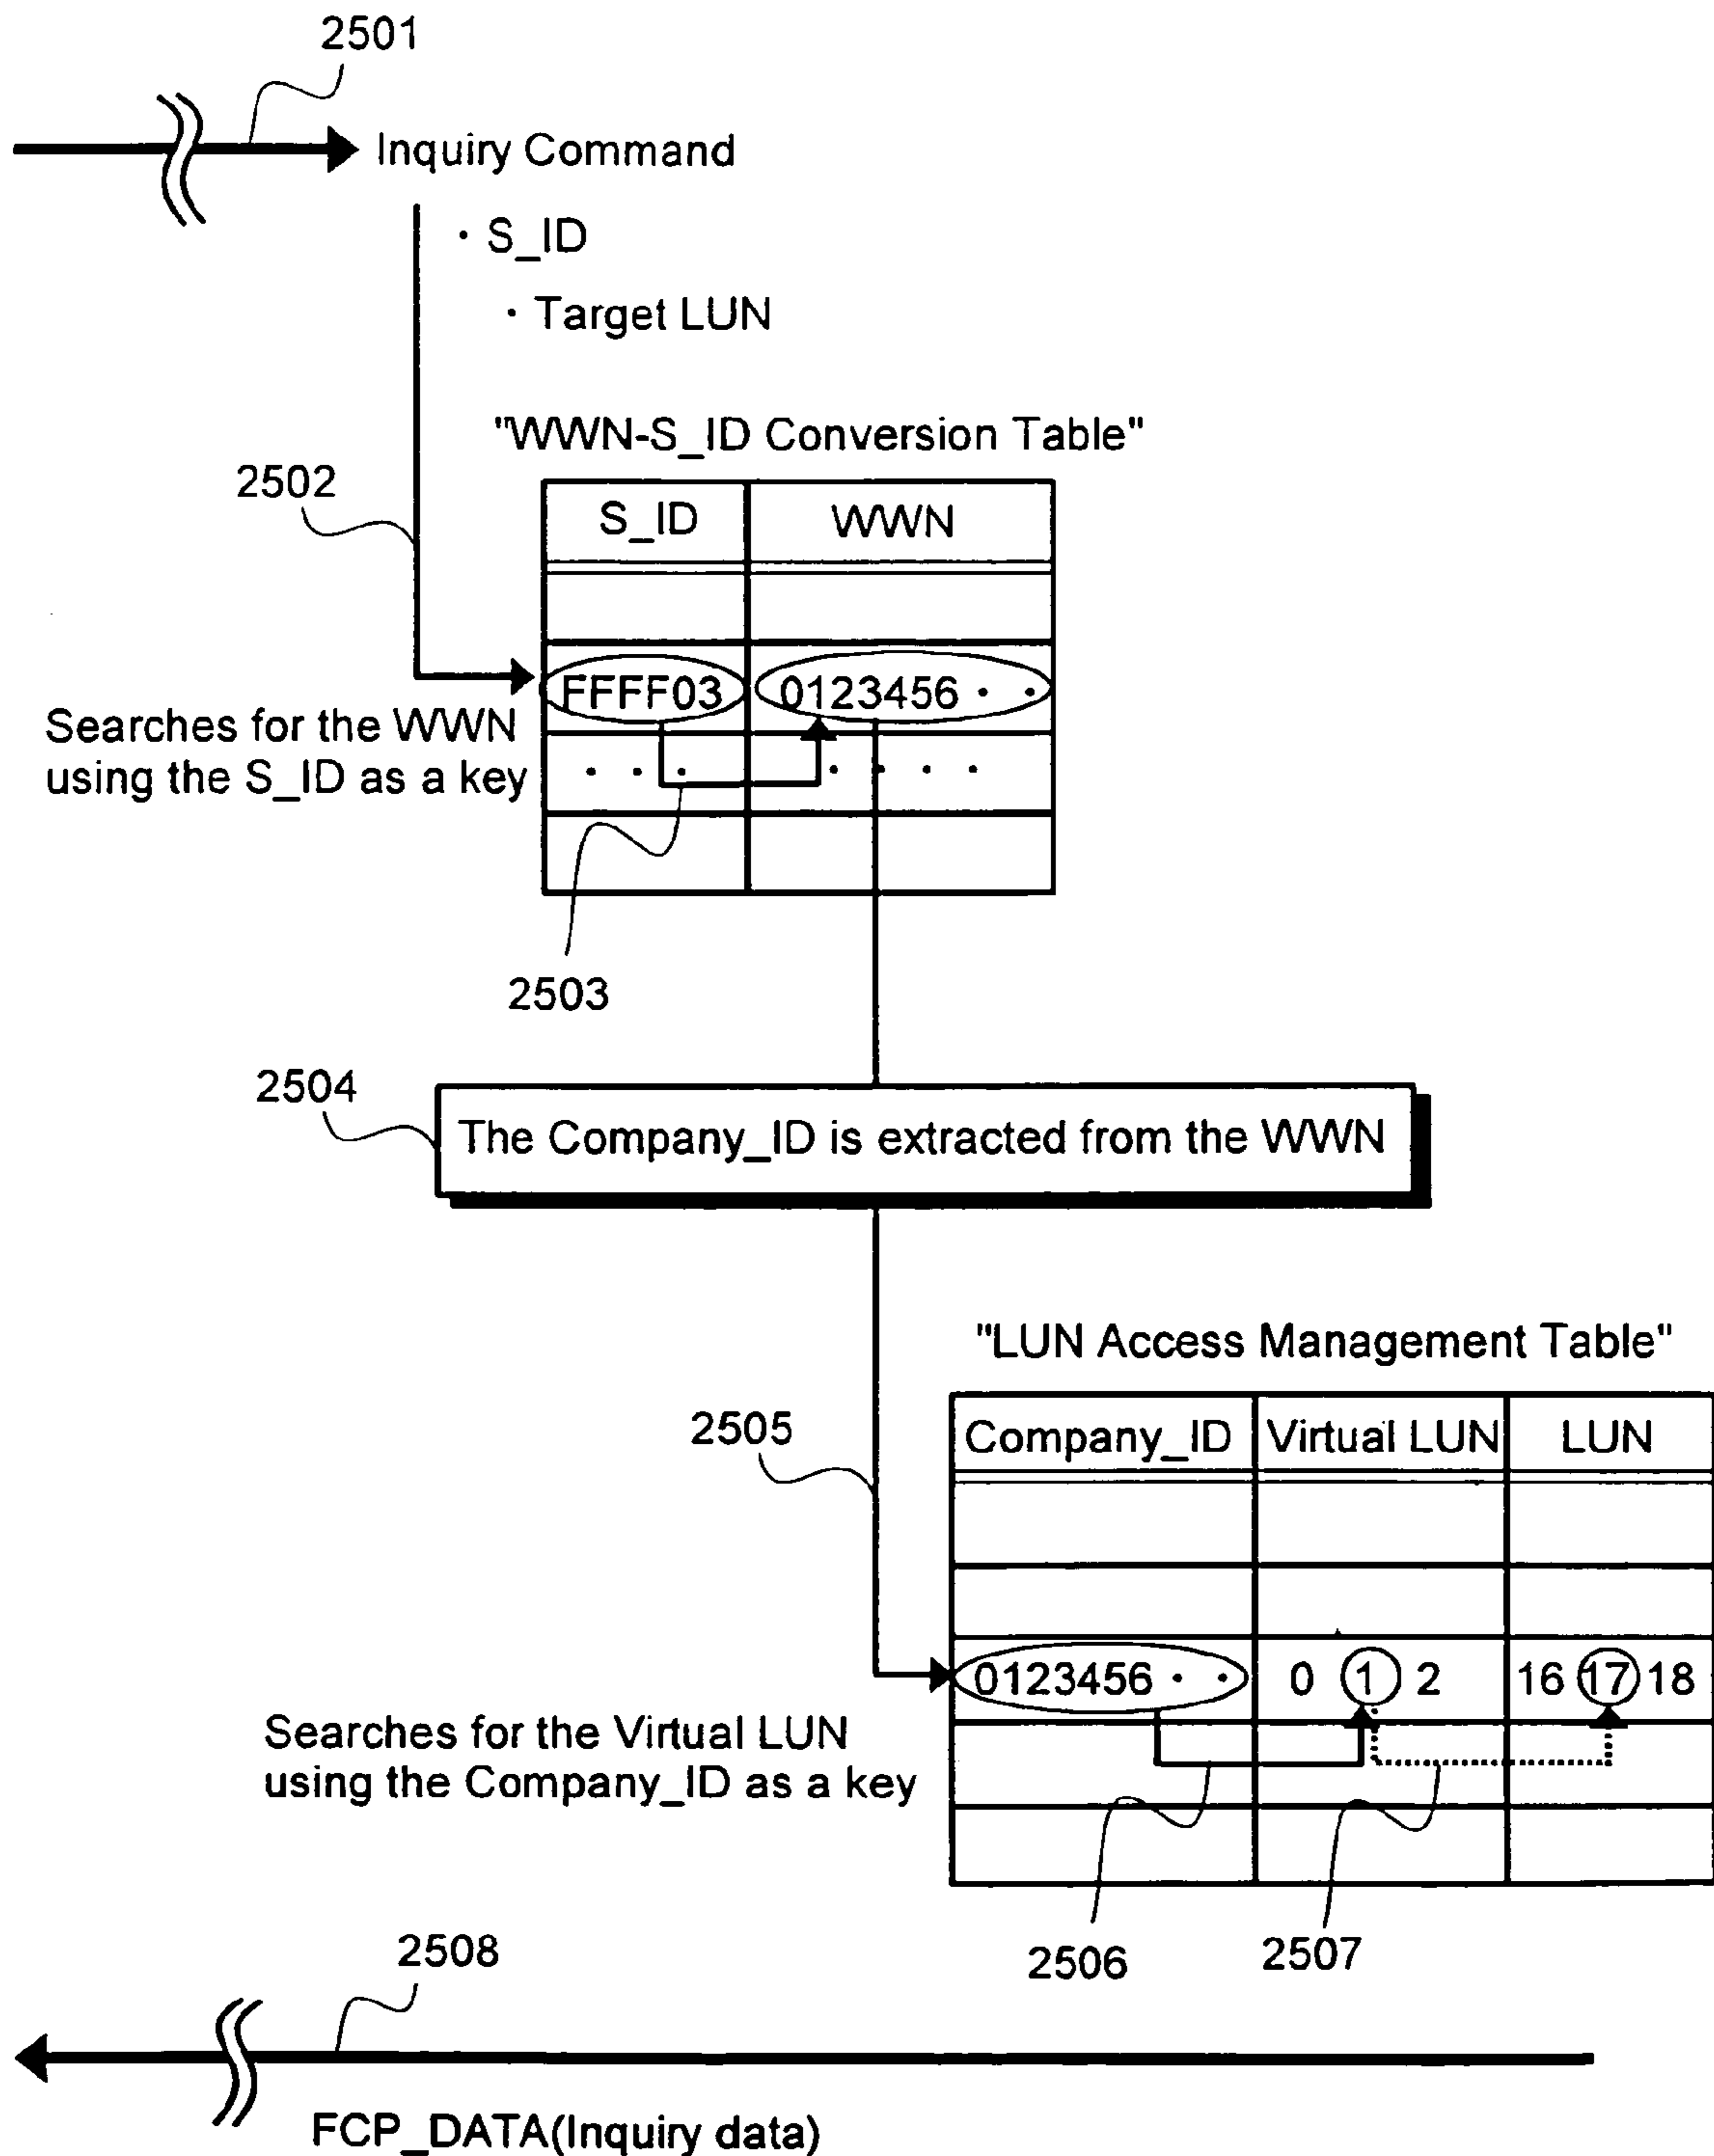 2501
Inquiry Command
· S_ID
· Target LUN
"WWN-S_ID Conversion Table"
2502
S_ID WWN
FFFF03 0123456 · ·
Searches for the WWN
using the S_ID as a key
· · · · · · ·
2503
2504
The Company_ID is extracted from the WWN
"LUN Access Management Table"
2505
Company_ID Virtual LUN LUN
0123456 · · 0 1 2 16 17 18
Searches for the Virtual LUN
using the Company_ID as a key
2506 2507
2508
FCP_DATA(Inquiry data)